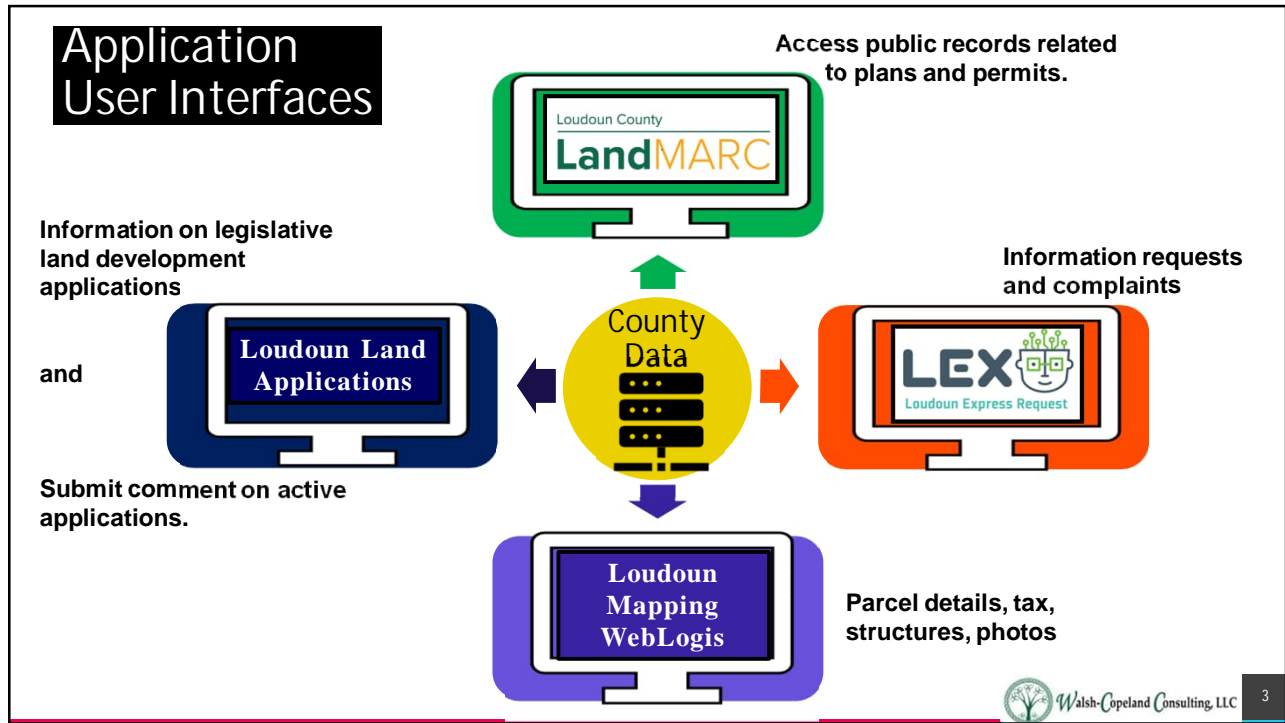 Application
User Interfaces
Access public records related
to plans and permits.
Loudoun County
LandMARC
Information on legislative
land development
applications
and
Submit comment on active
applications.
Loudoun Land
Applications
County
Data
Information requests
and complaints
LEX
Loudoun Express Request
Loudoun
Mapping
WebLogis
Parcel details, tax,
structures, photos
Walsh-Copeland Consulting, LLC
3